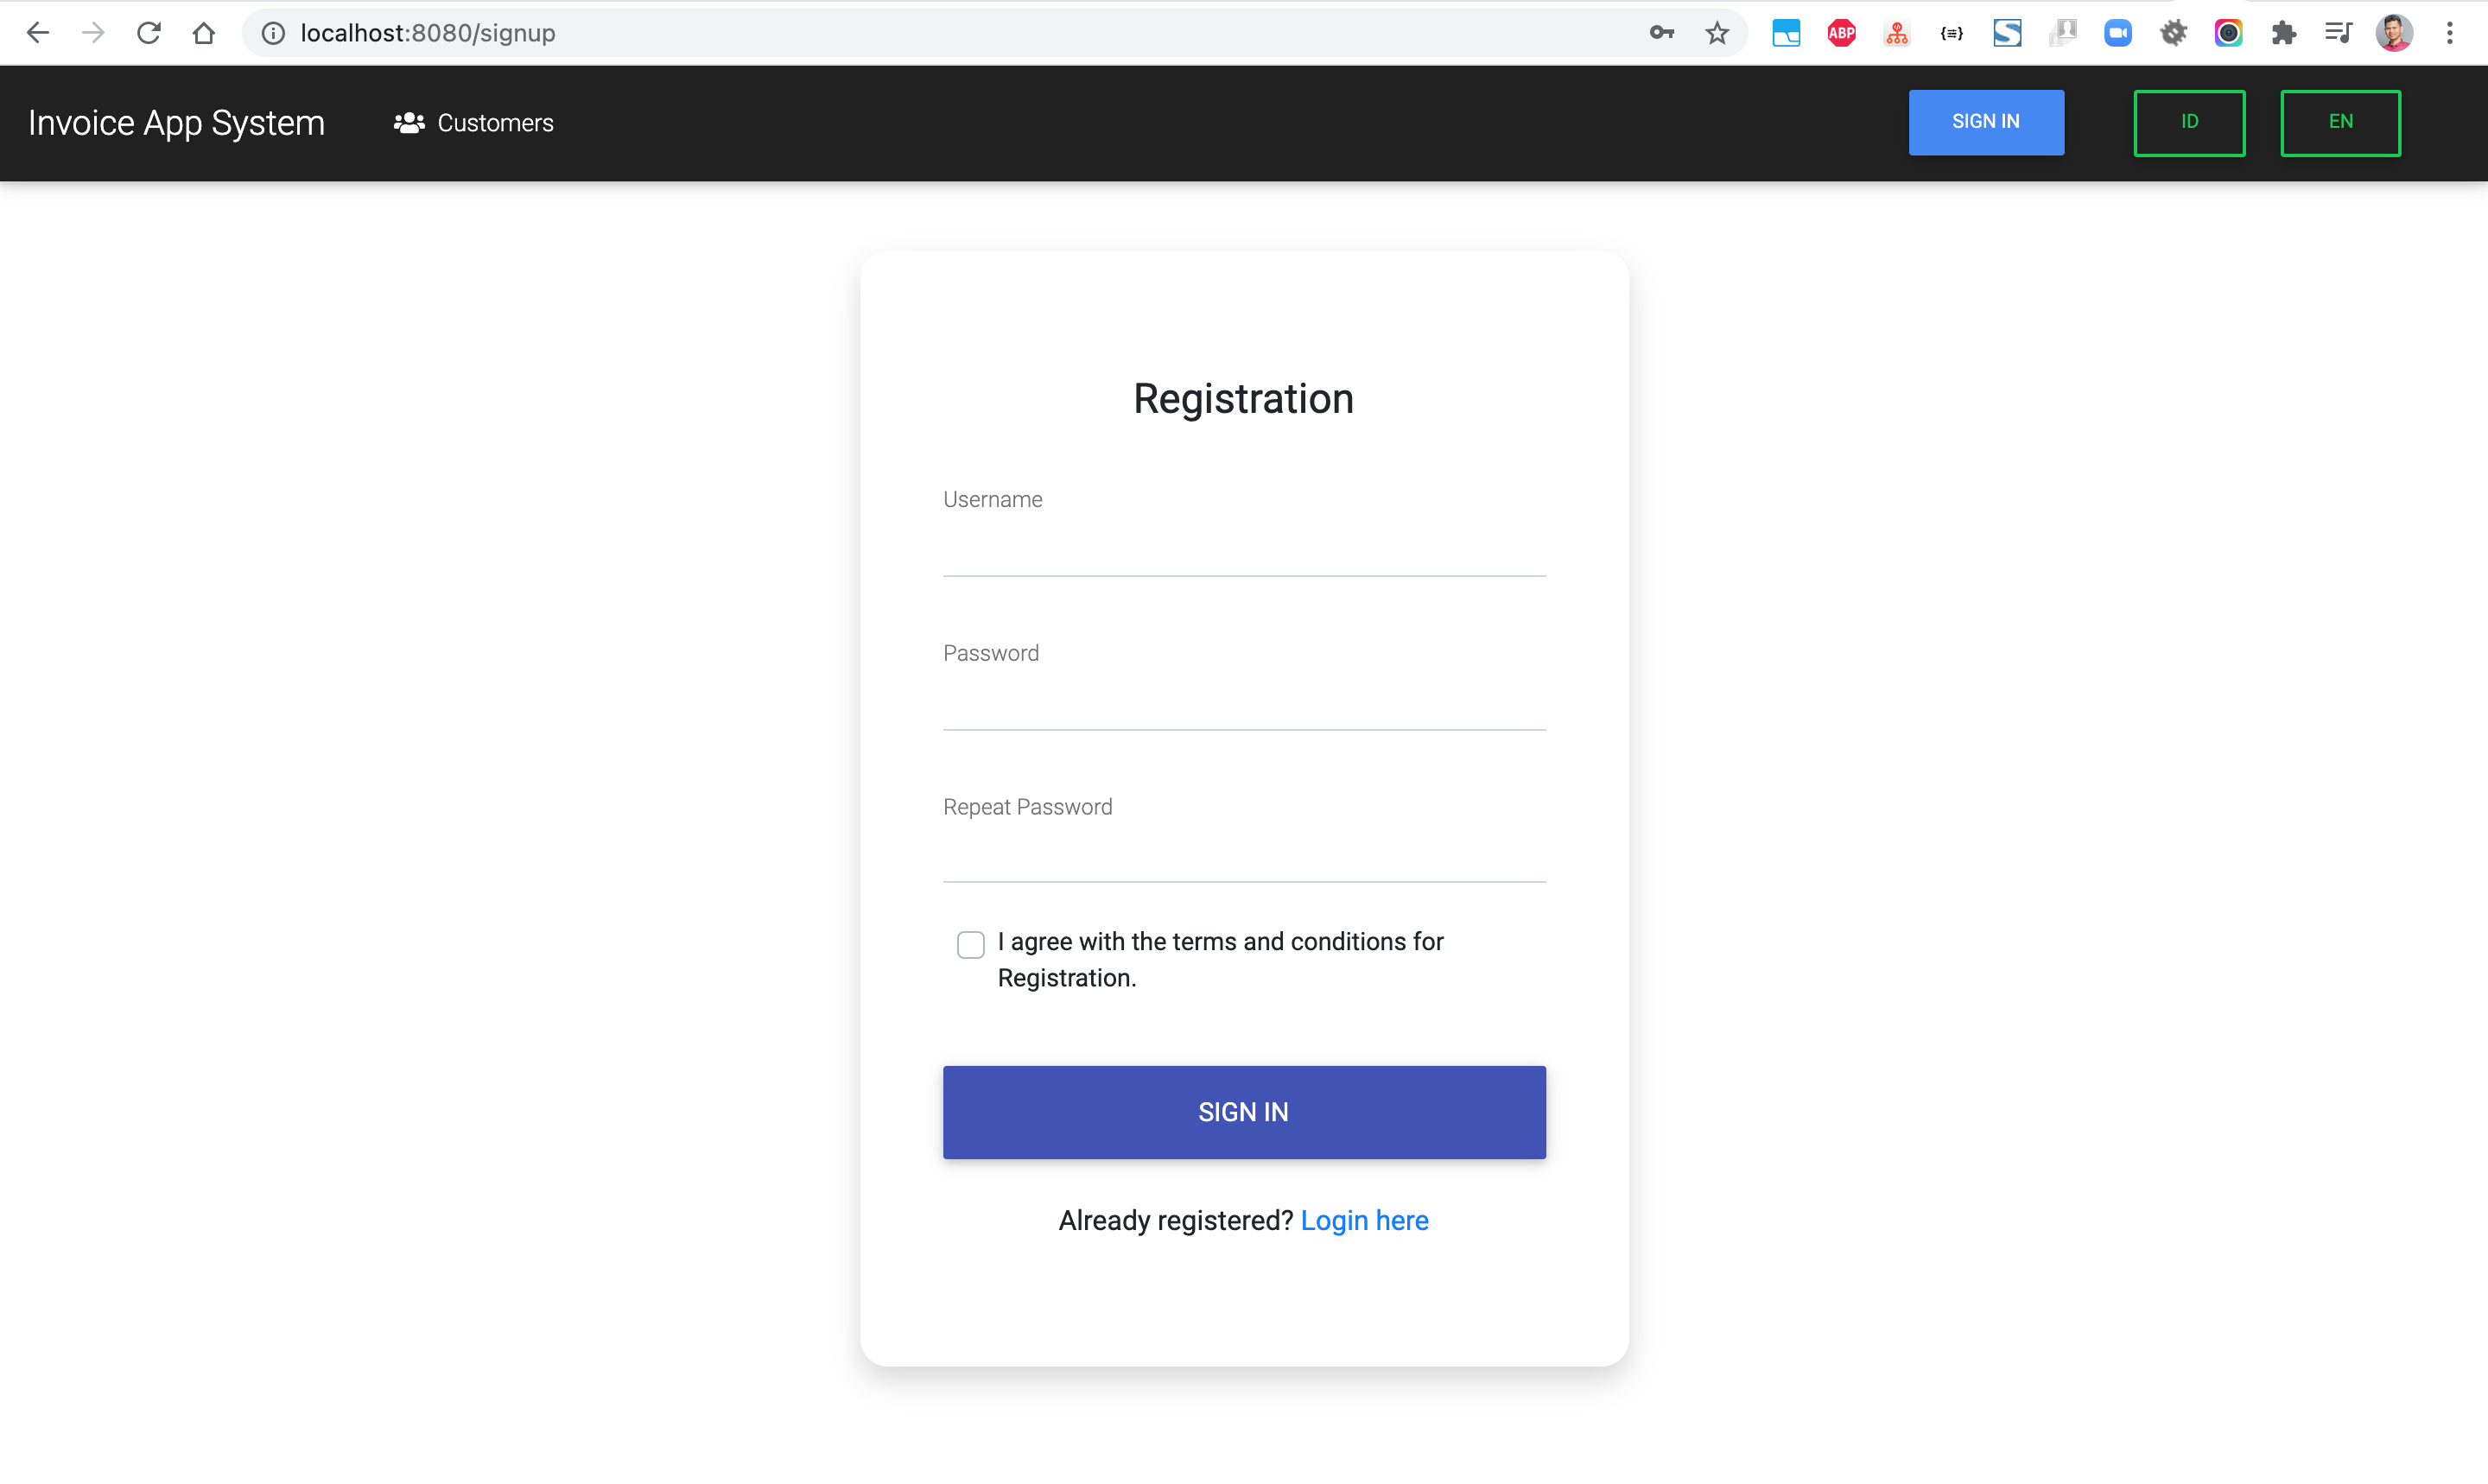 localhost:8080/signup
ABP
Invoice App System
Customers
SIGN IN
ID
EN
Registration
Username
Password
Repeat Password
I agree with the terms and conditions for
Registration.
SIGN IN
Already registered? Login here